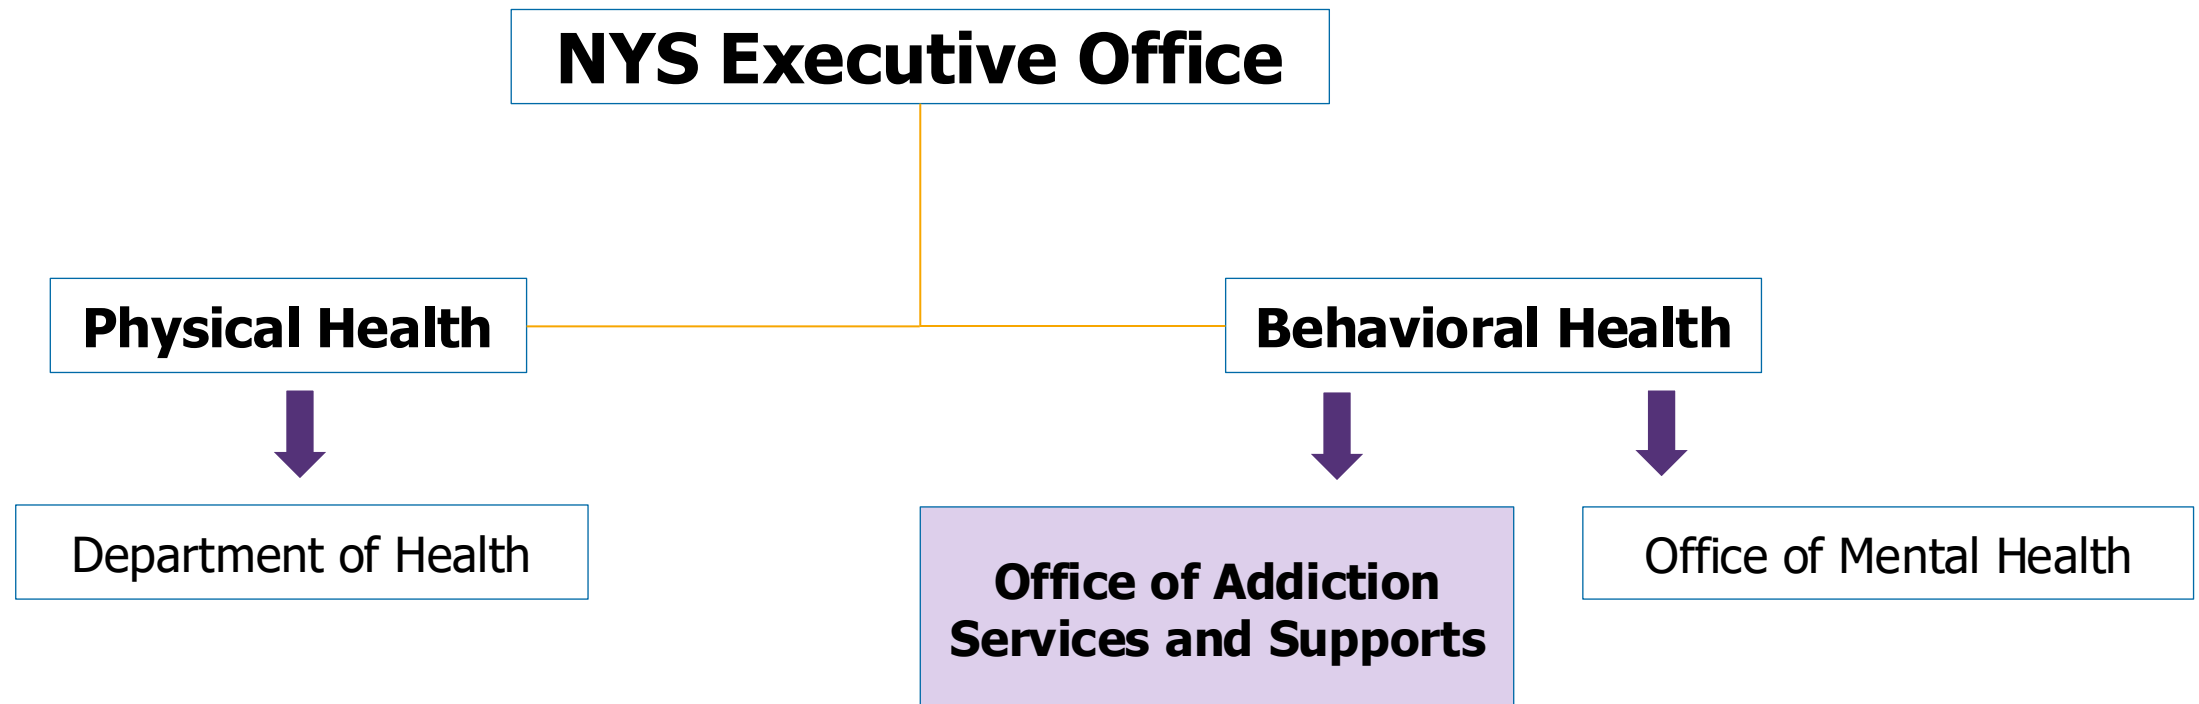 NYS Executive Office
Physical Health
Behavioral Health
Department of Health
Office of Addiction
Services and Supports
Office of Mental Health